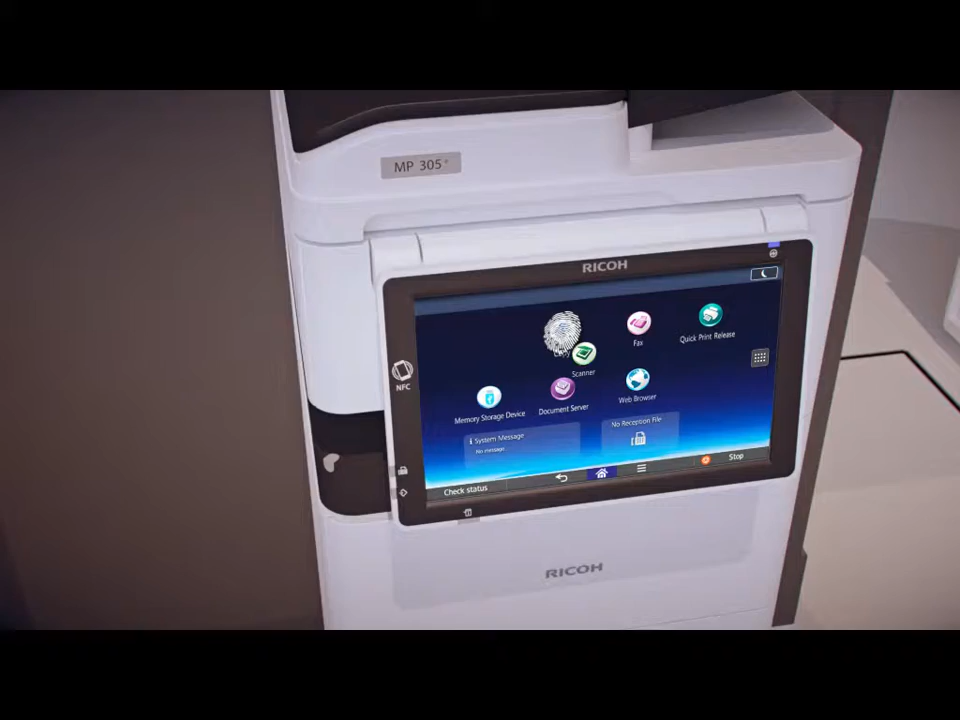 MP 305+
RICOH
Copy
Fax
Quick Print Release
Scanner
NFC
Memory Storage Device
Document Server
Web Browser
System Message
No message.
No Reception File
Check status
Stop
RICOH